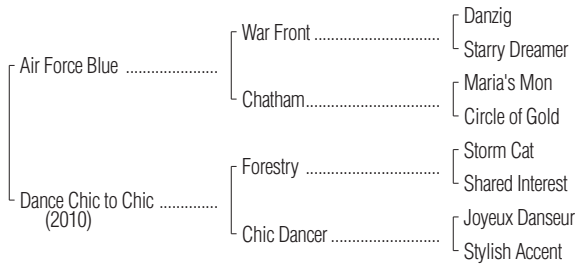 Danzig
War Front ..............................
Starry Dreamer
Air Force Blue ......................
Maria's Mon
Chatham................................
Circle of Gold
Storm Cat
Forestry ................................
Shared Interest
Dance Chic to Chic ..............
(2010)
Joyeux Danseur
Chic Dancer ..........................
Stylish Accent